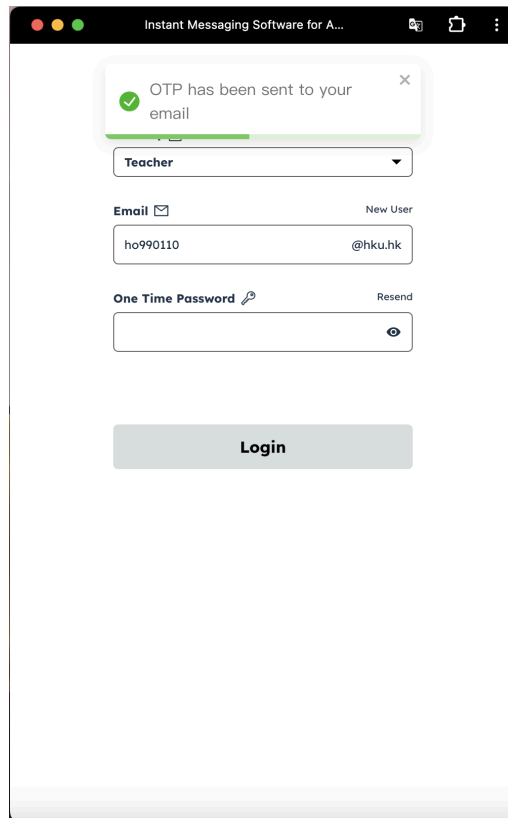 Instant Messaging Software for A...
OTP has been sent to your
email
Teacher
Email
New User
ho990110
@hku.hk
One Time Password
Resend
Login